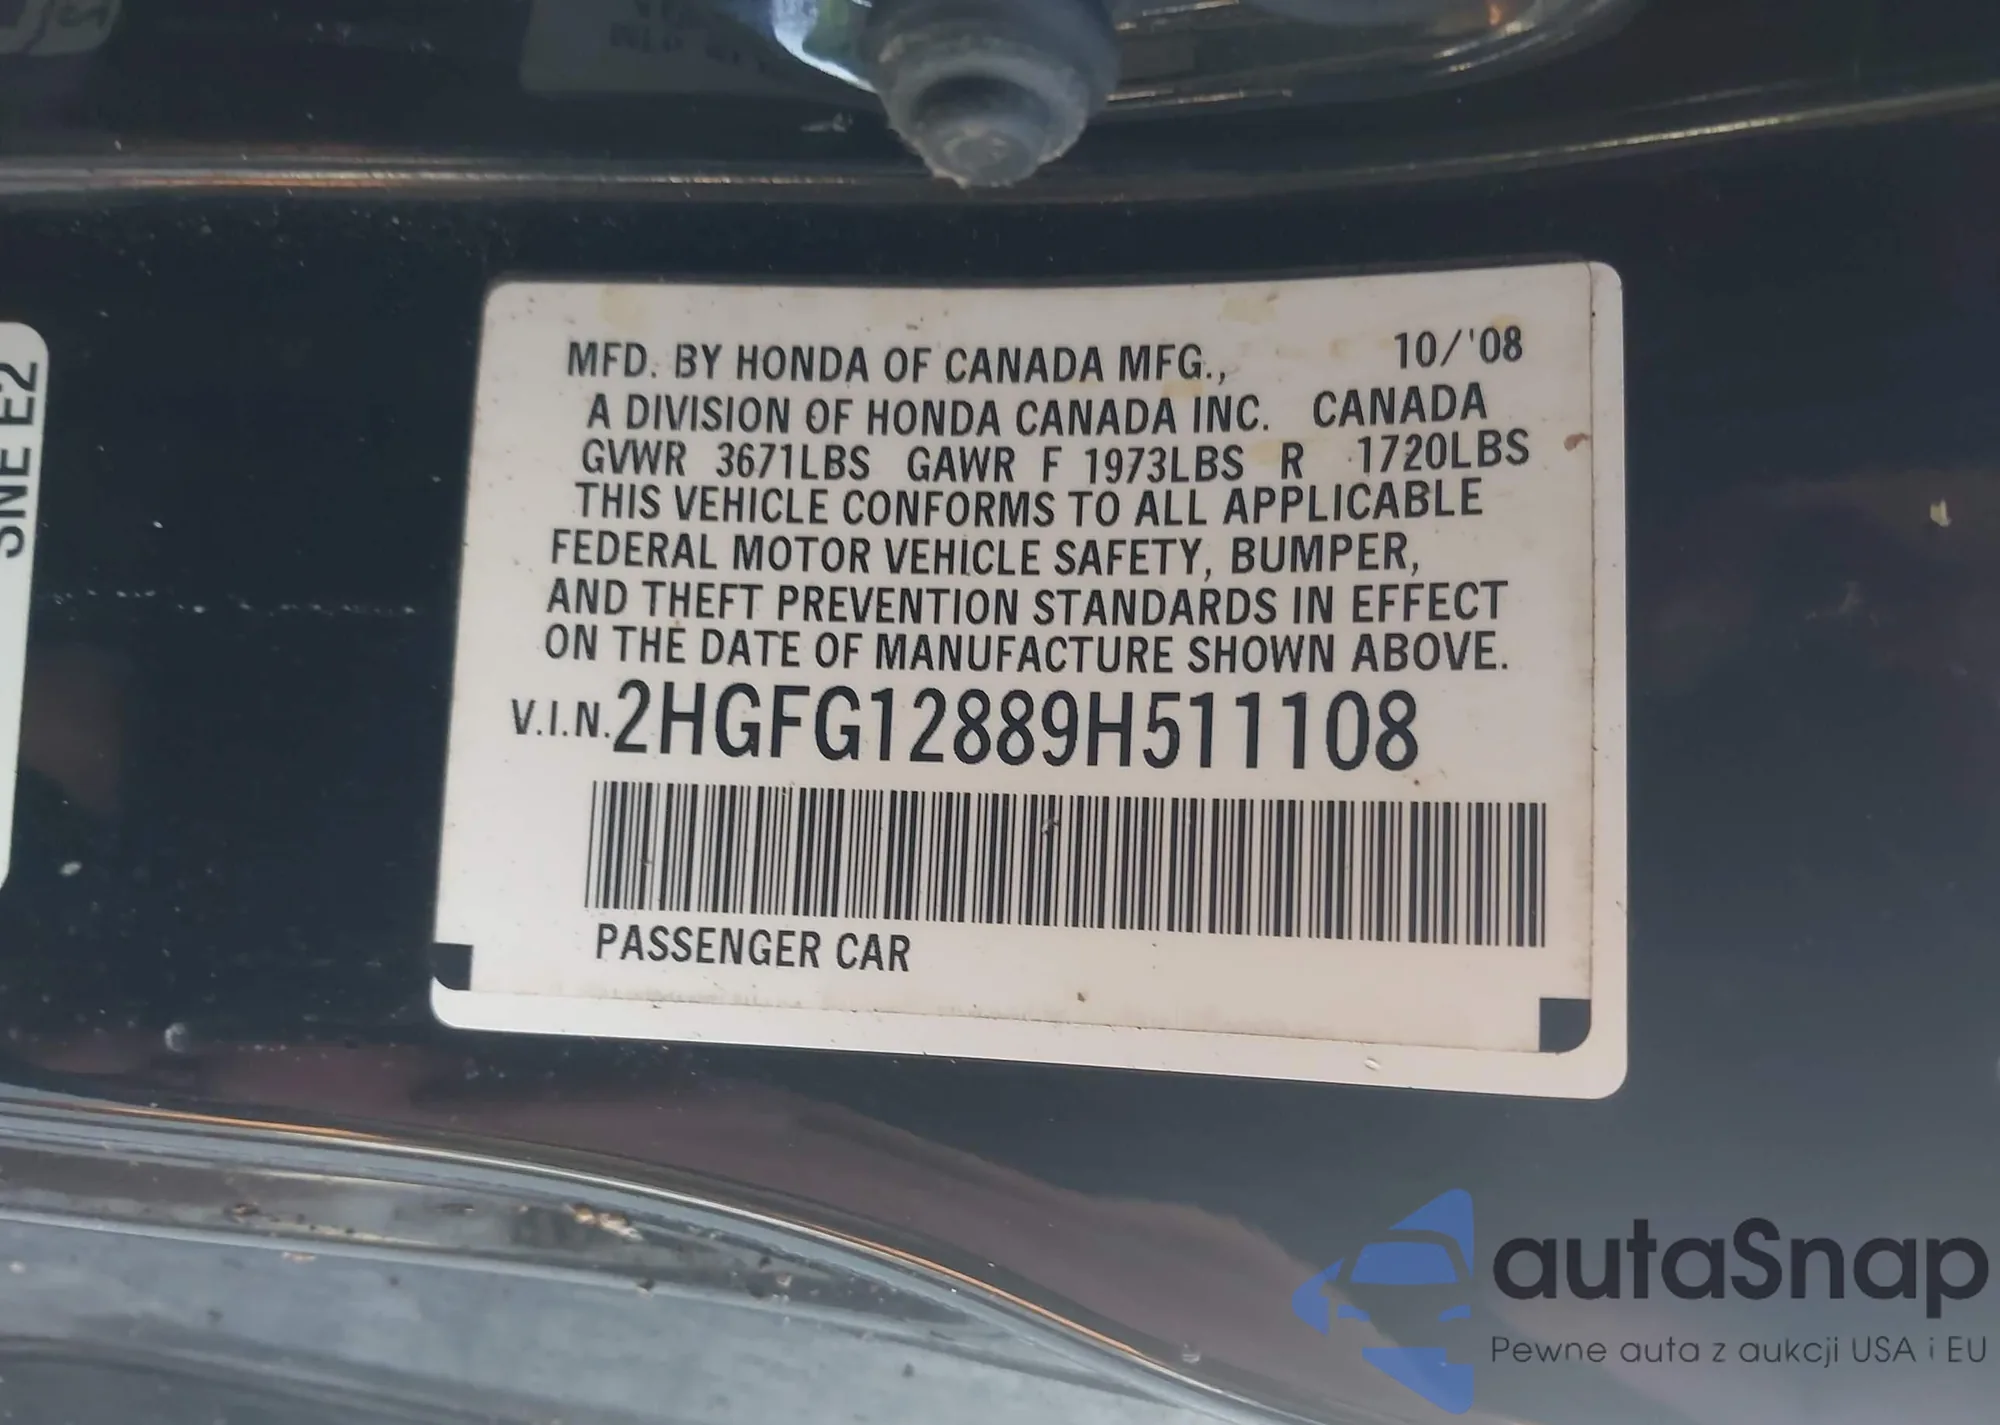 SNE E2
MFD. BY HONDA OF CANADA MFG., 10/'08
A DIVISION OF HONDA CANADA INC. CANADA
GVWR 3671LBS GAWR F 1973LBS R 1720LBS
THIS VEHICLE CONFORMS TO ALL APPLICABLE
FEDERAL MOTOR VEHICLE SAFETY, BUMPER,
AND THEFT PREVENTION STANDARDS IN EFFECT
ON THE DATE OF MANUFACTURE SHOWN ABOVE.
V.I.N. 2HGFG12889H511108
PASSENGER CAR
autaSnap
Pewne auta z aukcji USA i EU